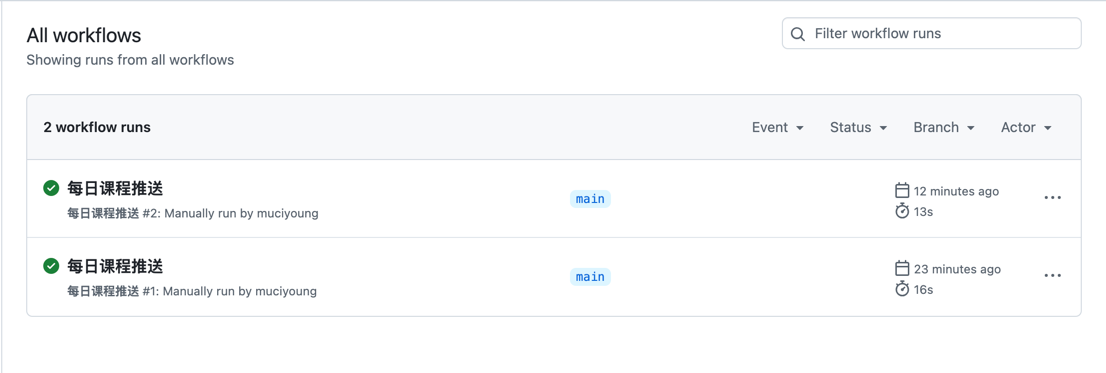 All workflows
Showing runs from all workflows
Filter workflow runs
2 workflow runs
Event
Status
Branch
Actor
每日课程推送
每日课程推送 #2: Manually run by muciyoung
main
12 minutes ago
13s
每日课程推送
每日课程推送 #1: Manually run by muciyoung
main
23 minutes ago
16s